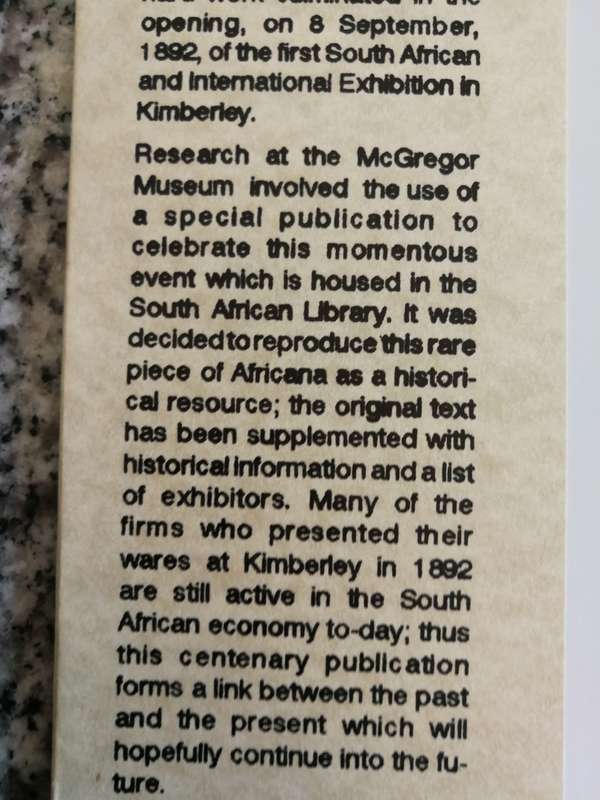 opening, on 8 September,
1892, of the first South African
and International Exhibition in
Kimberley.
Research at the McGregor
Museum involved the use of
a special publication to
celebrate this momentous
event which is housed in the
South African Library. It was
decided to reproduce this rare
piece of Africana as a histori-
cal resource; the original text
has been supplemented with
historical information and a list
of exhibitors. Many of the
firms who presented their
wares at Kimberley in 1892
are still active in the South
African economy to-day; thus
this centenary publication
forms a link between the past
and the present which will
hopefully continue into the fu-
ture.